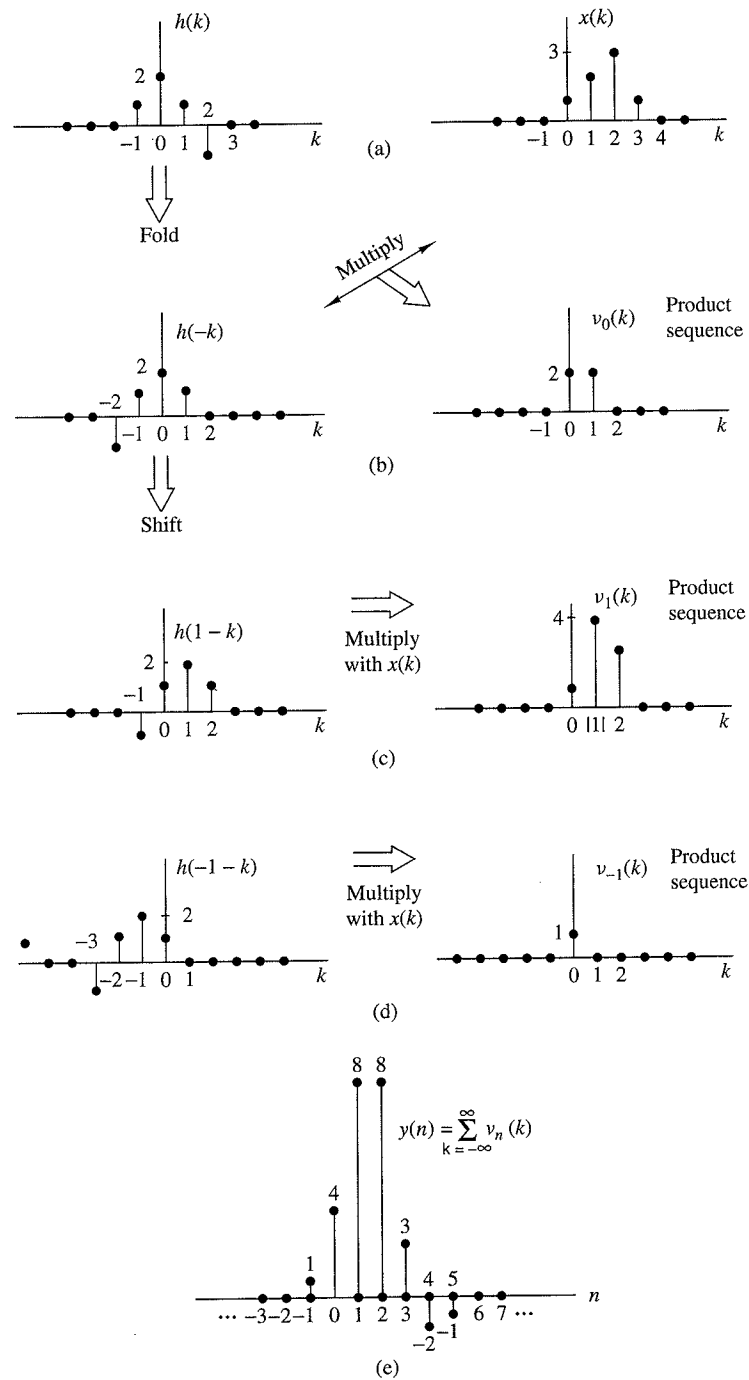 h(k) x(k)
2 3
2
−1 0 1 3 k −1 0 1 2 3 4 k
(a)
Fold
Multiply
h(−k) ν₀(k) Product
sequence
2 2
−2
−1 0 1 2 k −1 0 1 2 k
(b)
Shift
h(1 − k) ν₁(k) Product
sequence
2 4
Multiply
with x(k)
−1
0 1 2 k 0 |1| 2 k
(c)
h(−1 − k) ν₋₁(k) Product
sequence
2
Multiply
with x(k)
−3 1
−2 −1 0 1 k 0 1 2 k
(d)
8 8
y(n) = ∑ νₙ (k)
∞
k = −∞
4
3
1 4 5
··· −3 −2 −1 0 1 2 3 6 7 ··· n
−2 −1
(e)